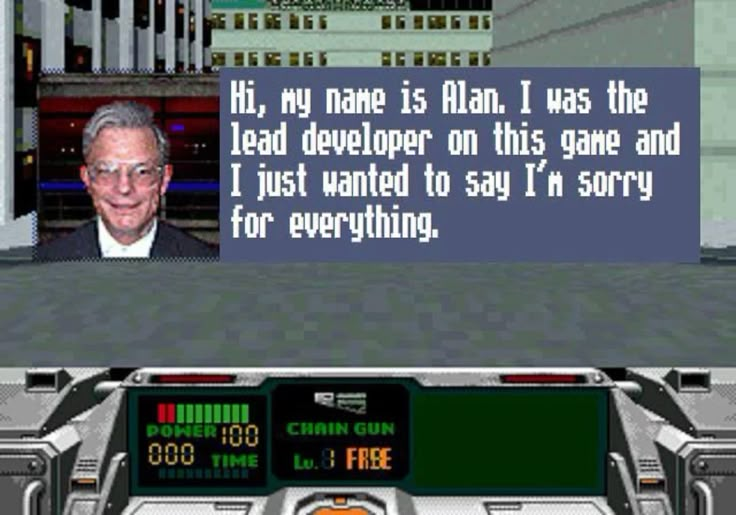 Hi, my name is Alan. I was the
lead developer on this game and
I just wanted to say I'm sorry
for everything.
POWER 100
000 TIME
CHAIN GUN
Lv. 1 FREE